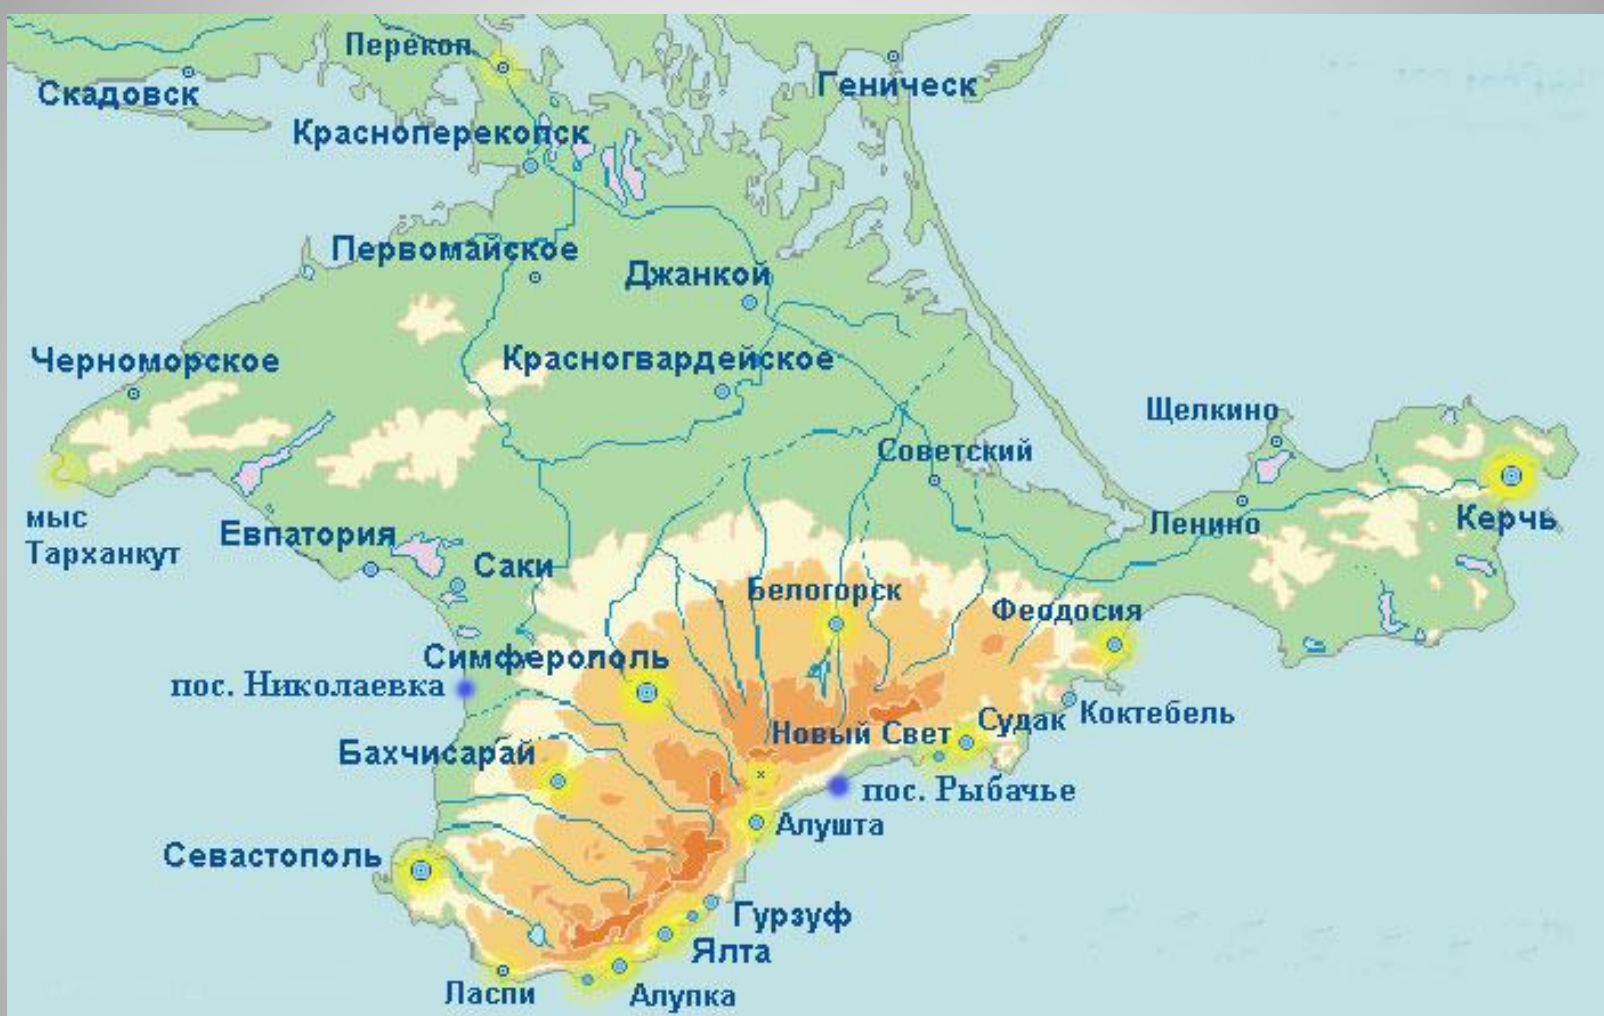 Перекоп
Скадовск
Геническ
Красноперекопск
Первомайское
Джанкой
Черноморское
Красногвардейское
Щелкино
Советский
мыс
Тарханкут
Евпатория
Ленино
Керчь
Саки
Белогорск
Феодосия
Симферополь
пос. Николаевка
Новый Свет
Судак
Коктебель
Бахчисарай
пос. Рыбачье
Алушта
Севастополь
Гурзуф
Ялта
Ласпи
Алупка